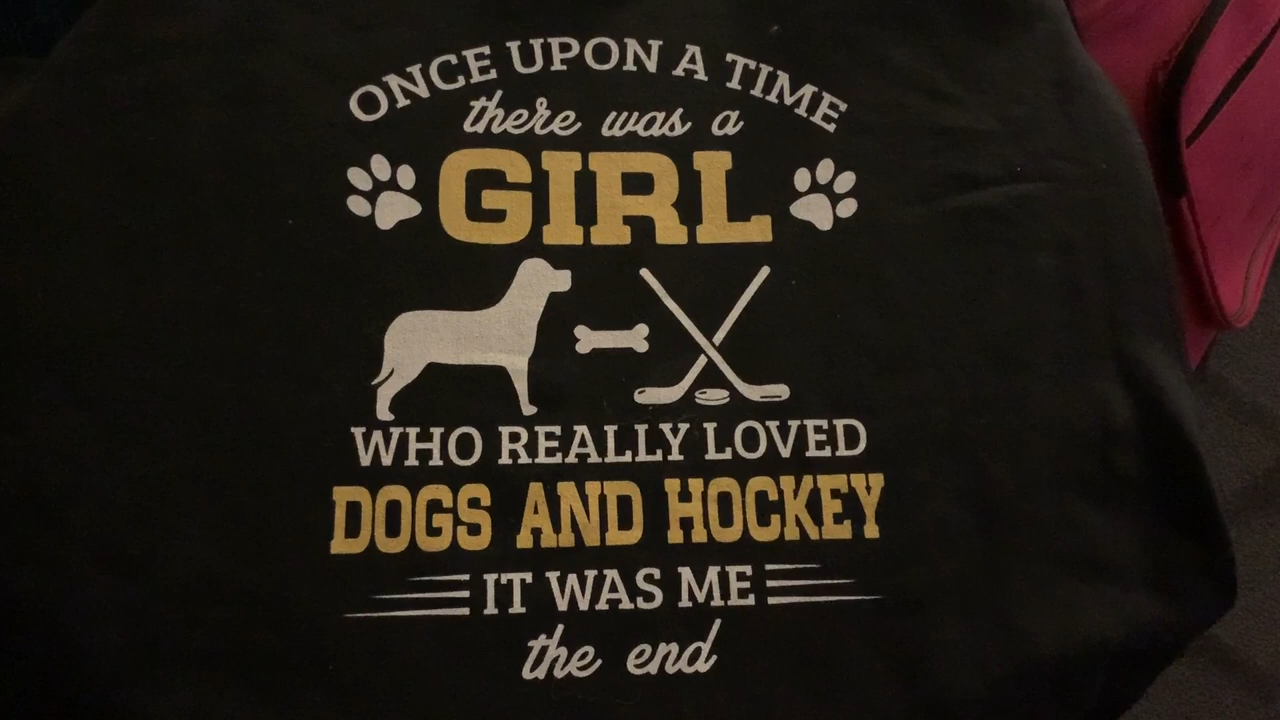 ONCE UPON A TIME
there was a
GIRL
WHO REALLY LOVED
DOGS AND HOCKEY
IT WAS ME
the end